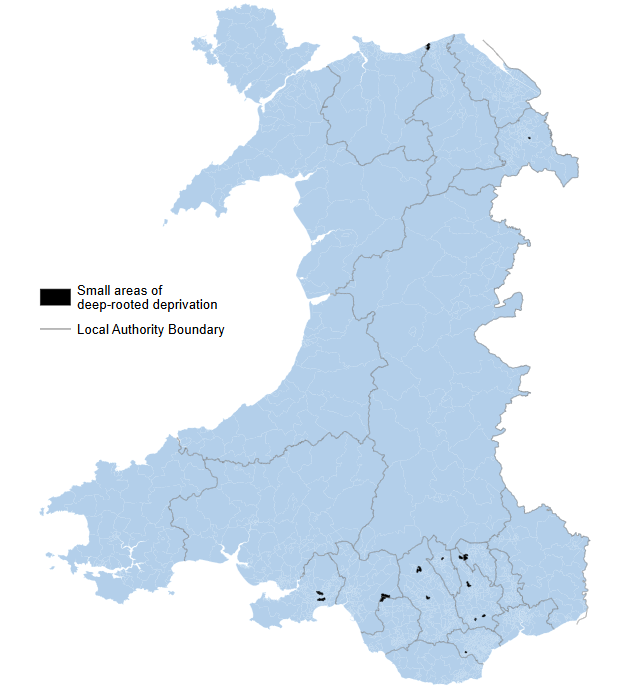 Small areas of
deep-rooted deprivation
Local Authority Boundary